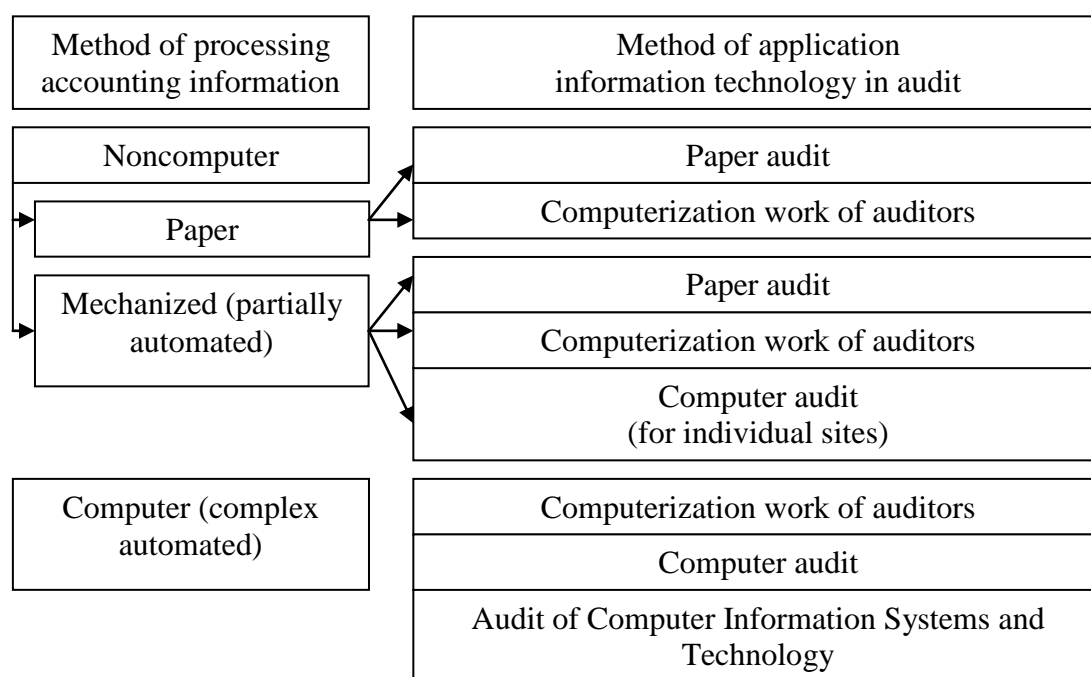 Method of processing
accounting information
Method of application
information technology in audit
Noncomputer
Paper
Paper audit
Computerization work of auditors
Mechanized (partially
automated)
Paper audit
Computerization work of auditors
Computer audit
(for individual sites)
Computer (complex
automated)
Computerization work of auditors
Computer audit
Audit of Computer Information Systems and
Technology